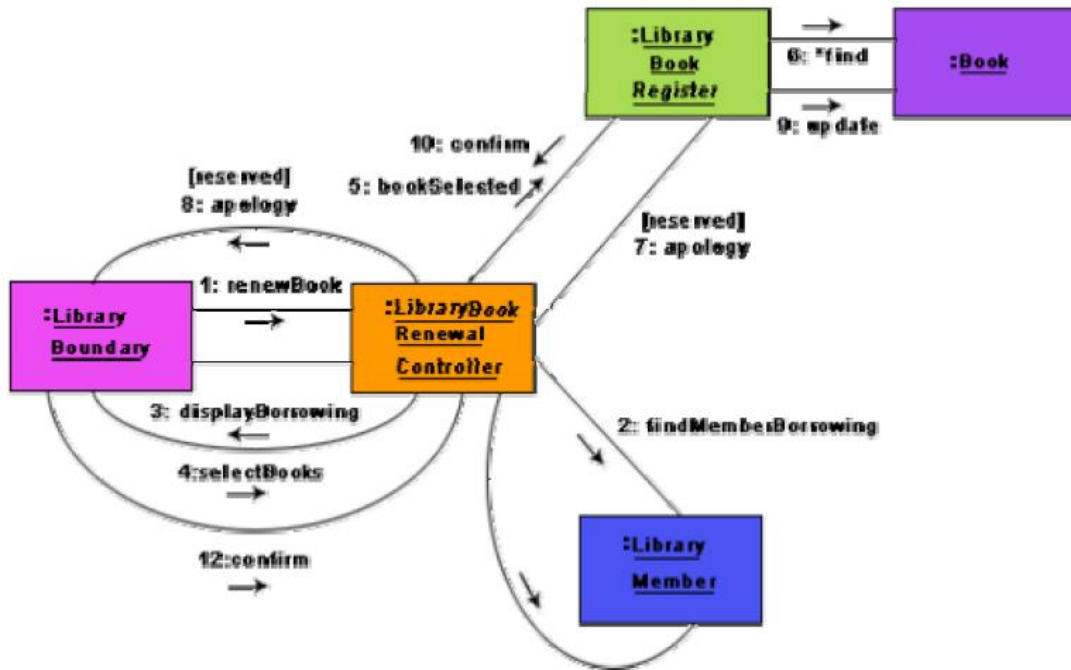 :Library
Book
Register
6: *find
:Book
9: update
10: confirm
5: bookSelected
[reserved]
8: apology
[reserved]
7: apology
1: renewBook
:Library
Boundary
:LibraryBook
Renewal
Controller
3: displayBorrowing
2: findMemberBorrowing
4:selectBooks
12:confirm
:Library
Member